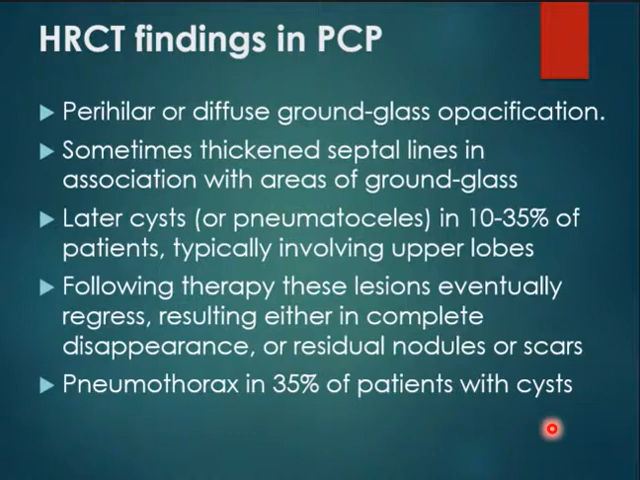 HRCT findings in PCP
Perihilar or diffuse ground-glass opacification.
Sometimes thickened septal lines in
association with areas of ground-glass
Later cysts (or pneumatoceles) in 10-35% of
patients, typically involving upper lobes
Following therapy these lesions eventually
regress, resulting either in complete
disappearance, or residual nodules or scars
Pneumothorax in 35% of patients with cysts